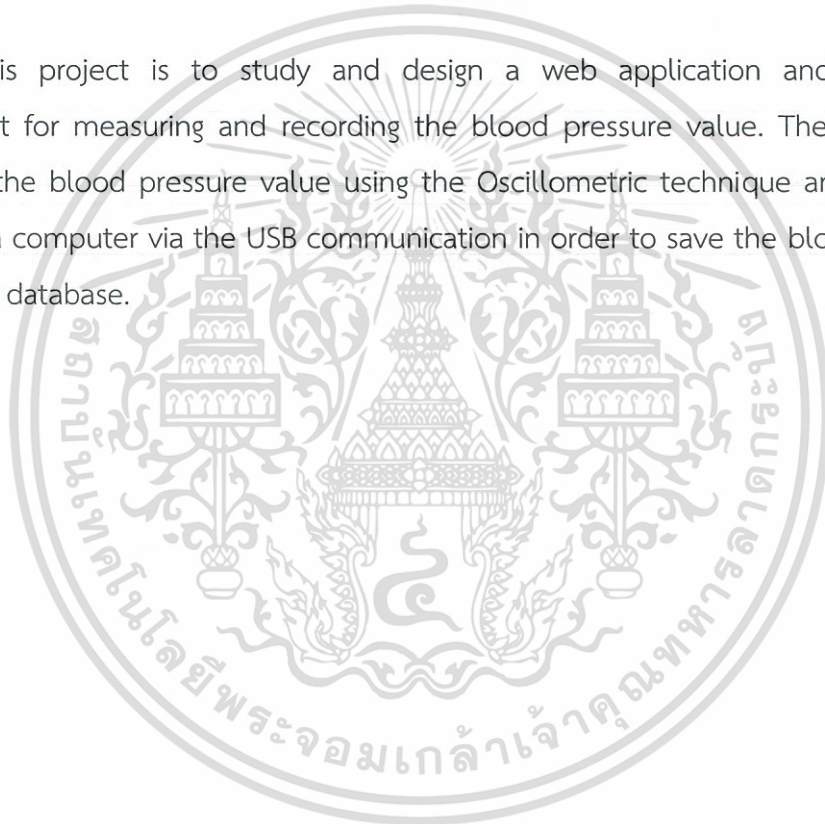 is project is to study and design a web application and
t for measuring and recording the blood pressure value. The
the blood pressure value using the Oscillometric technique ar
computer via the USB communication in order to save the blo
database.
สถาบันเทคโนโลยีพระจอมเกล้าเจ้าคุณทหารลาดกระบัง